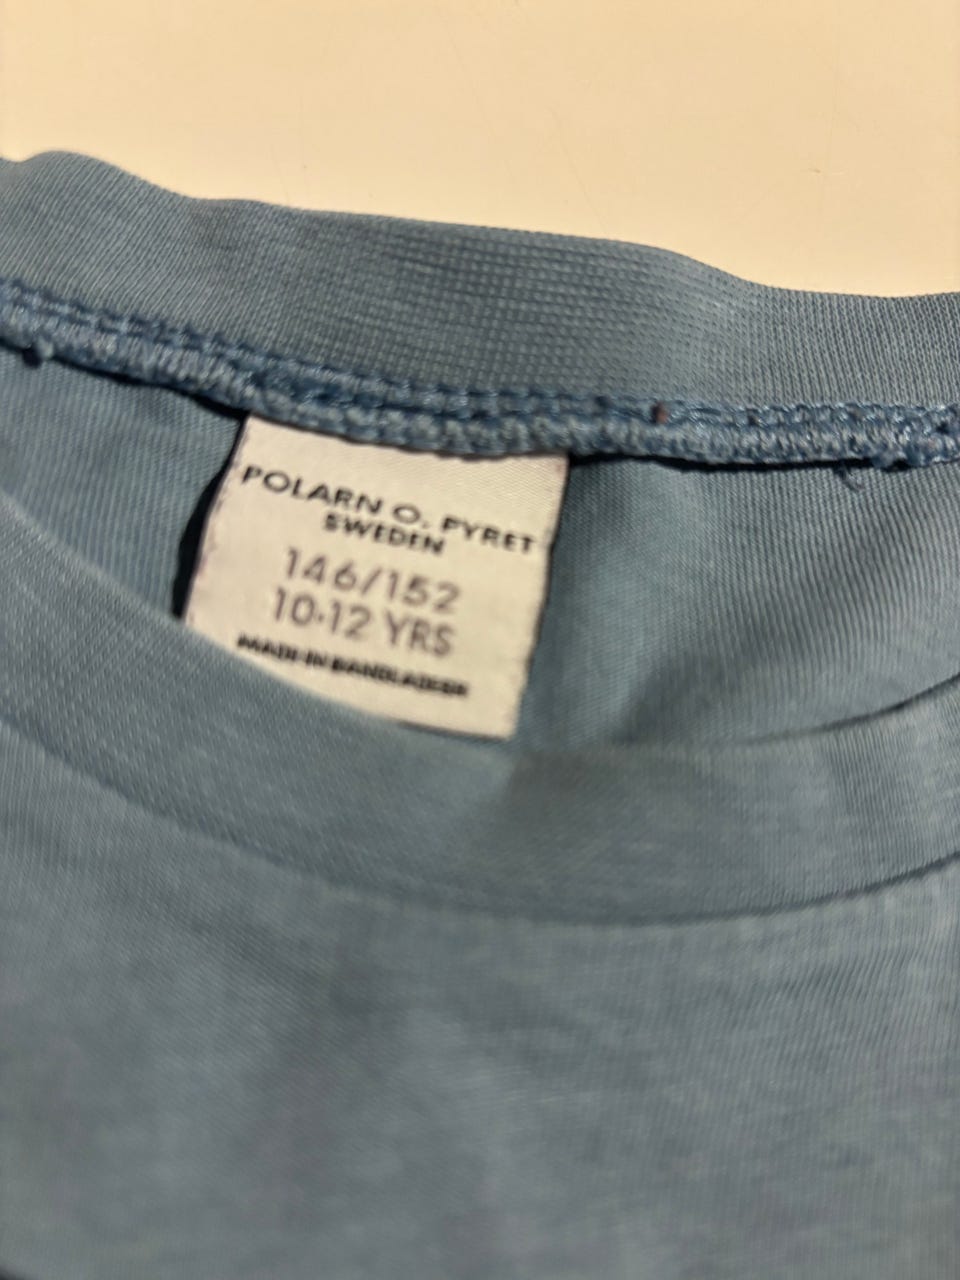 POLARN O. PYRET
SWEDEN
146/152
10-12 YRS
MADE IN BANGLADESH